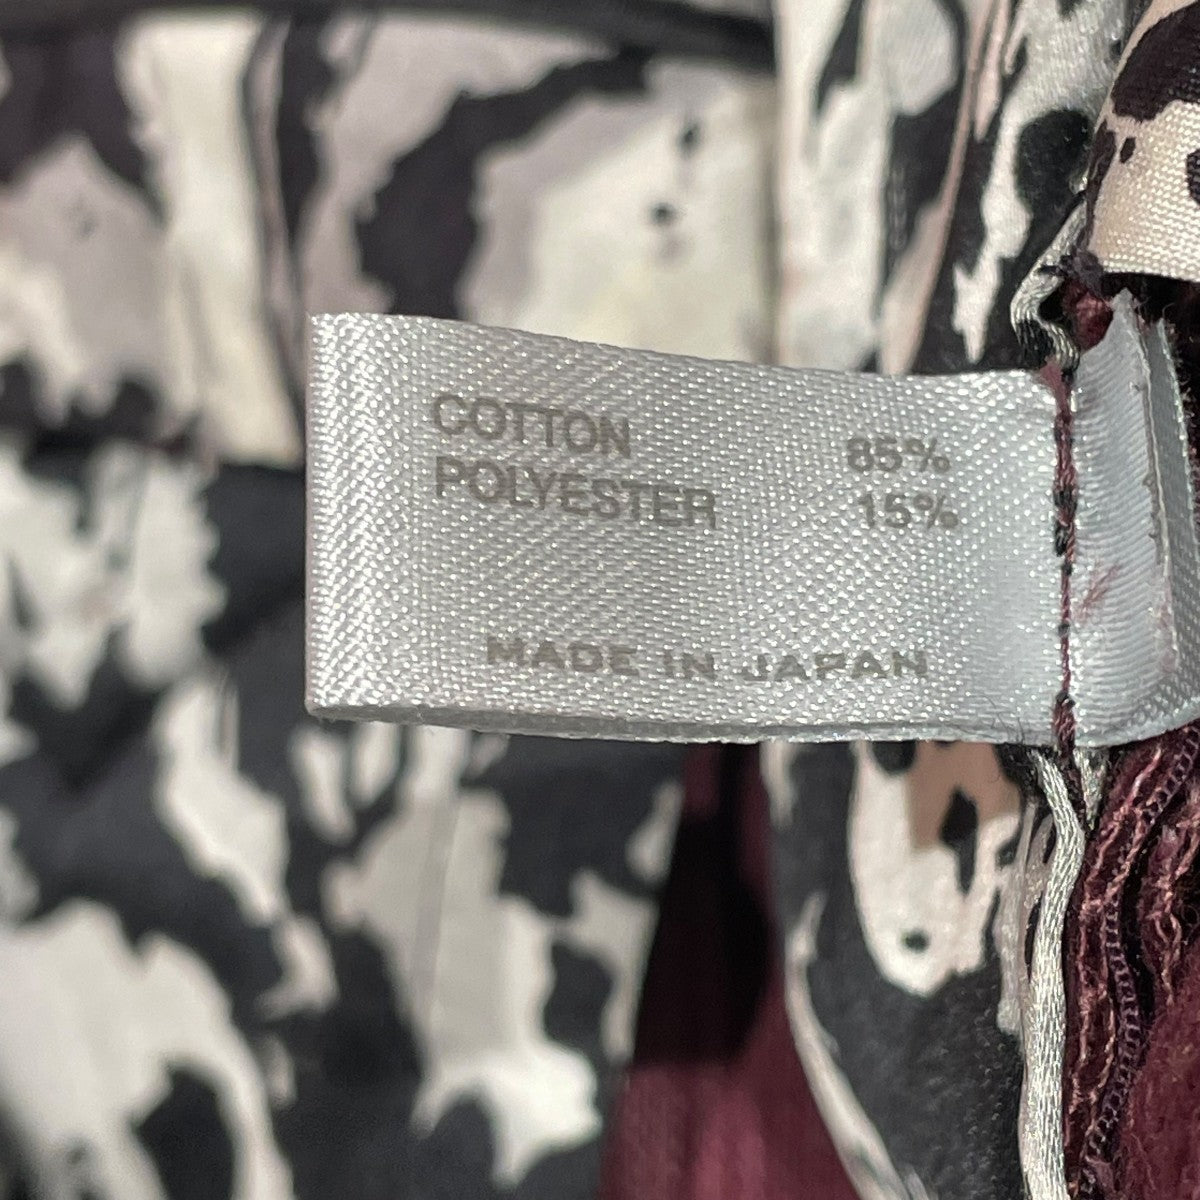 COTTON 85%
POLYESTER 15%
MADE IN JAPAN